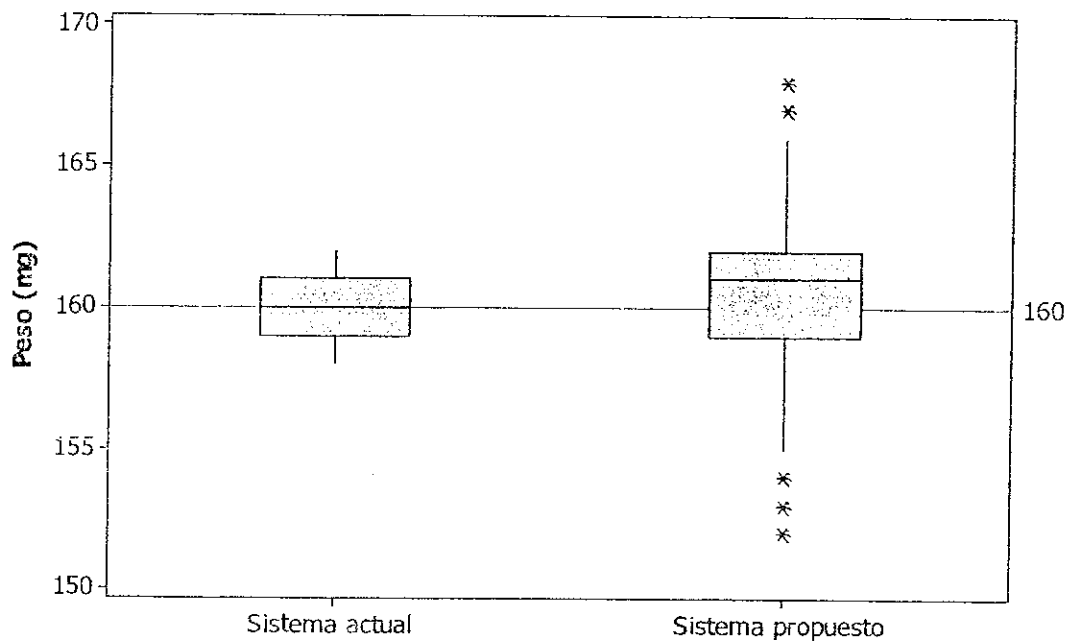 170
165
160
155
150
Peso (mg)
160
Sistema actual
Sistema propuesto